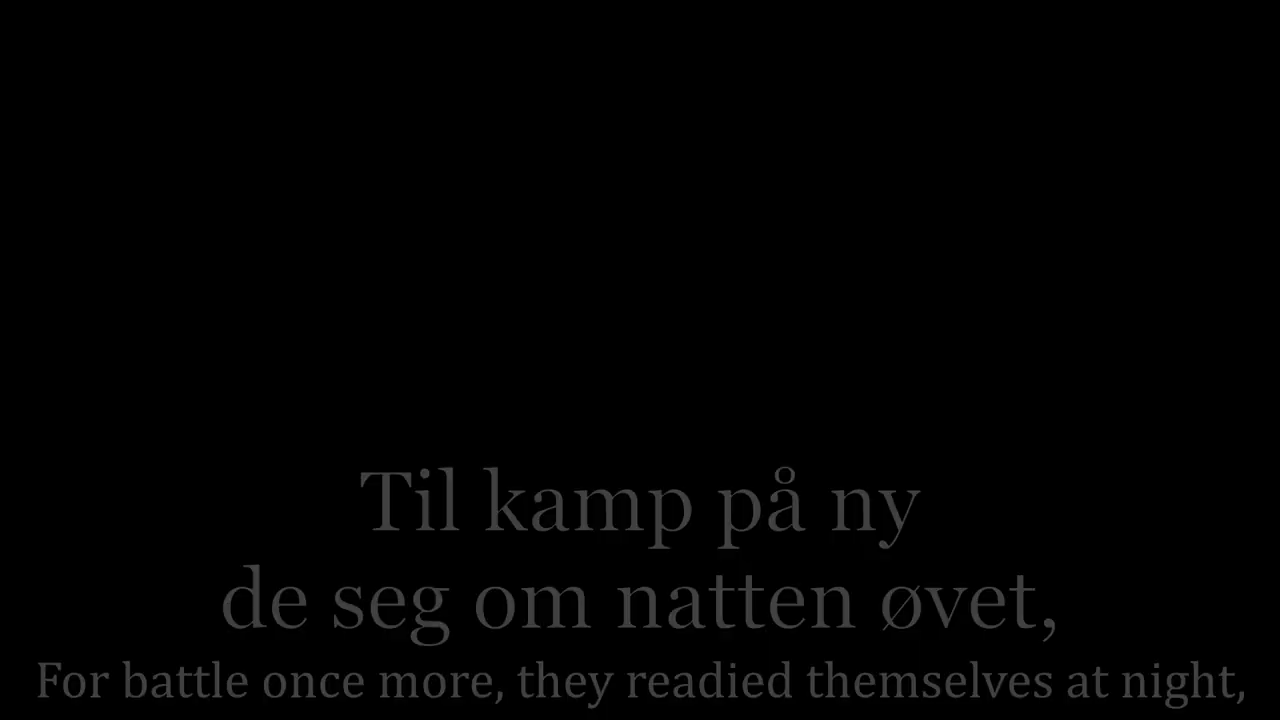 Til kamp på ny
de seg om natten øvet,
For battle once more, they readied themselves at night,